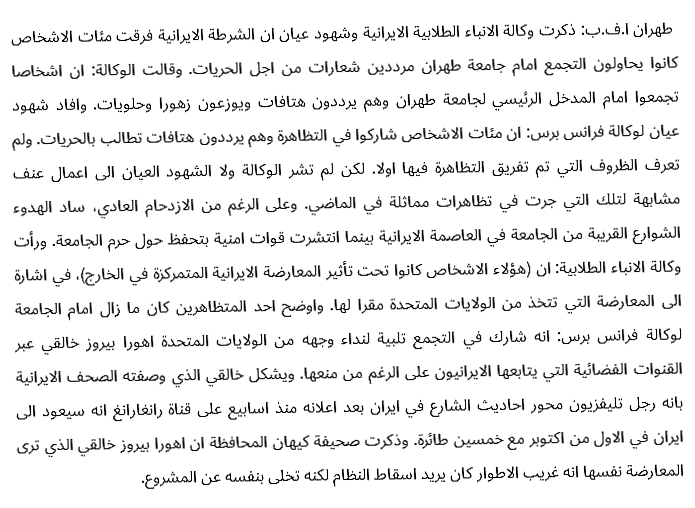 طهران ا.ف.ب: ذكرت وكالة الانباء الطلابية الايرانية وشهود عيان ان الشرطة الايرانية فرقت مئات الاشخاص
كانوا يحاولون التجمع امام جامعة طهران مرددين شعارات من اجل الحريات. وقالت الوكالة: ان اشخاصا
تجمعوا امام المدخل الرئيسي لجامعة طهران وهم يرددون هتافات ويوزعون زهورا وحلويات. وافاد شهود
عيان لوكالة فرانس برس: ان مئات الاشخاص شاركوا في التظاهرة وهم يرددون هتافات تطالب بالحريات. ولم
تعرف الظروف التي تم تفريق التظاهرة فيها اولا. لكن لم تشر الوكالة ولا الشهود العيان الى اعمال عنف
مشابهة لتلك التي جرت في تظاهرات مماثلة في الماضي. وعلى الرغم من الازدحام العادي، ساد الهدوء
الشوارع القريبة من الجامعة في العاصمة الايرانية بينما انتشرت قوات امنية بتحفظ حول حرم الجامعة. ورأت
وكالة الانباء الطلابية: ان (هؤلاء الاشخاص كانوا تحت تأثير المعارضة الايرانية المتمركزة في الخارج)، في اشارة
الى المعارضة التي تتخذ من الولايات المتحدة مقرا لها. واوضح احد المتظاهرين كان ما زال امام الجامعة
لوكالة فرانس برس: انه شارك في التجمع تلبية لنداء وجهه من الولايات المتحدة اهورا بيروز خالقي عبر
القنوات الفضائية التي يتابعها الايرانيون على الرغم من منعها. ويشكل خالقي الذي وصفته الصحف الايرانية
بانه رجل تليفزيون محور احاديث الشارع في ايران بعد اعلانه منذ اسابيع على قناة رانغارانغ انه سيعود الى
ايران في الاول من اكتوبر مع خمسين طائرة. وذكرت صحيفة كيهان المحافظة ان اهورا بيروز خالقي الذي ترى
المعارضة نفسها انه غريب الاطوار كان يريد اسقاط النظام لكنه تخلى بنفسه عن المشروع.